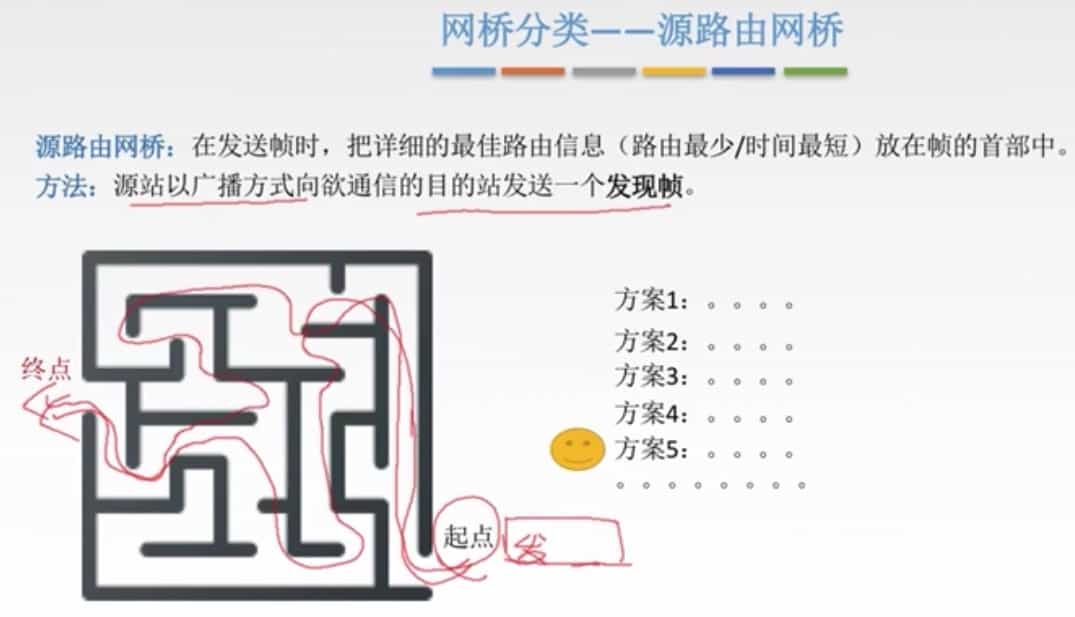 网桥分类——源路由网桥
源路由网桥：在发送帧时，把详细的最佳路由信息（路由最少/时间最短）放在帧的首部中。
方法：源站以广播方式向欲通信的目的站发送一个发现帧。
方案1：。。。。
方案2：。。。。
终点
方案3：。。。。
方案4：。。。。
方案5：。。。。
。。。。。。。。
起点
发